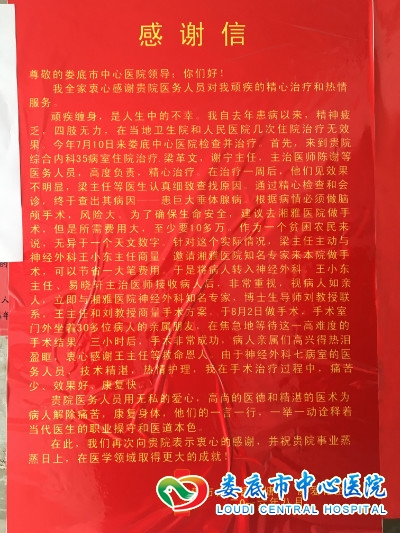 感谢信
尊敬的娄底市中心医院领导：你们好！
我全家衷心感谢贵院医务人员对我顽疾的精心治疗和热情
服务。
顽疾缠身，是人生中的不幸。我自去年患病以来，精神疲
乏，四肢无力，在当地卫生院和人民医院几次住院治疗无效
果。今年7月10日来娄底中心医院检查并治疗。首先，来到贵院
综合内科35病室住院治疗。梁革文、谢宁主任，主治医师陈谢等
医务人员，高度负责，精心治疗。在治疗一周后，他们见效果
不明显，梁主任等医生认真细致查找原因。通过精心检查和会
诊，终于查出其病因——患巨大垂体腺病。根据病情必须做脑
颅手术，风险大。为了确保生命安全，建议去湘雅医院做手
术，但是所需费用大，至少要10多万，作为一个贫困农民来
说，无异于一个天文数字。针对这个实际情况，梁主任主动与
神经外科王小东主任商量，邀请湘雅医院知名专家来本院做手
术，可以节省一大笔费用。于是将病人转入神经外科。王小东
主任、易晓听主治医师接收病人后，非常重视，视病人如亲
人，立即与湘雅医院神经外科知名专家，博士生导师刘教授联
系，王主任和刘教授商量手术方案，于8月2日做手术，手术室
门外坐着30多位病人的亲属朋友，在焦急地等待这一高难度的
手术结果。三小时后，手术非常成功，病人亲属们高兴得热泪
盈眶，衷心感谢王主任等救命恩人。由于神经外科七病室的医
务人员，技术精湛，热情护理，我在手术治疗过程中，痛苦
少，效果好，康复快。
贵院医务人员用无私的爱心，高尚的医德和精湛的医术为
病人解除痛苦，康复身体，他们的一言一行，一举一动诠释着
当代医生的职业操守和医道本色。
在此，我们再次向贵院表示衷心的感谢，并祝贵院事业蒸
蒸日上，在医学领域取得更大的成就！
娄底市中心医院
LOUDI CENTRAL HOSPITAL